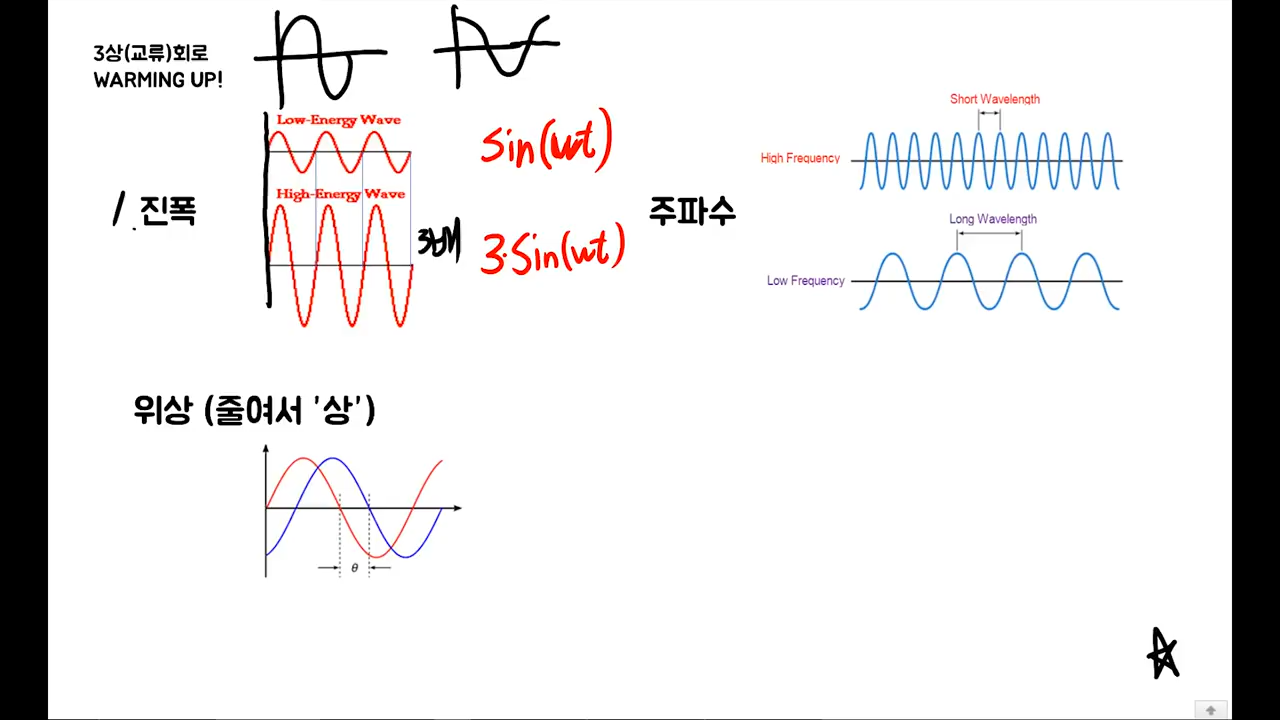 3상(교류)회로
WARMING UP!
Low-Energy Wave
sin(wt)
High-Energy Wave
1. 진폭
3배
3·sin(wt)
주파수
Short Wavelength
High Frequency
Long Wavelength
Low Frequency
위상 (줄여서 '상')
θ